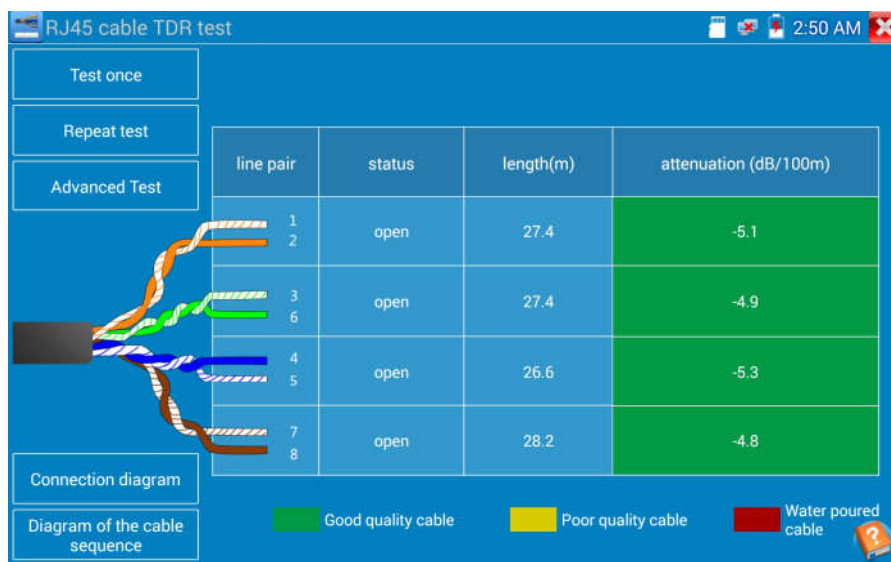 RJ45 cable TDR test
2:50 AM
Test once
Repeat test
Advanced Test
line pair status length(m) attenuation (dB/100m)
1
2
open 27.4 -5.1
3
6
open 27.4 -4.9
4
5
open 26.6 -5.3
7
8
open 28.2 -4.8
Connection diagram
Diagram of the cable
sequence
Good quality cable
Poor quality cable
Water poured
cable